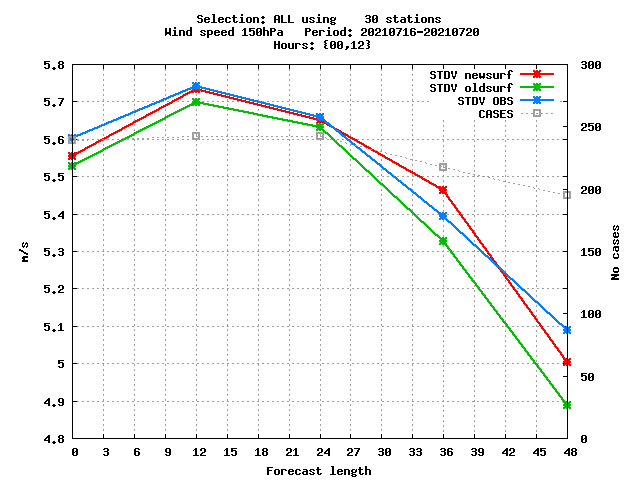 Selection: ALL using    30 stations
Wind speed 150hPa   Period: 20210716-20210720
Hours: {00,12}
STDV newsurf
STDV oldsurf
STDV OBS
CASES
5.8
5.7
5.6
5.5
5.4
5.3
5.2
5.1
5
4.9
4.8
m/s
300
250
200
150
100
50
0
No cases
0 3 6 9 12 15 18 21 24 27 30 33 36 39 42 45 48
Forecast length